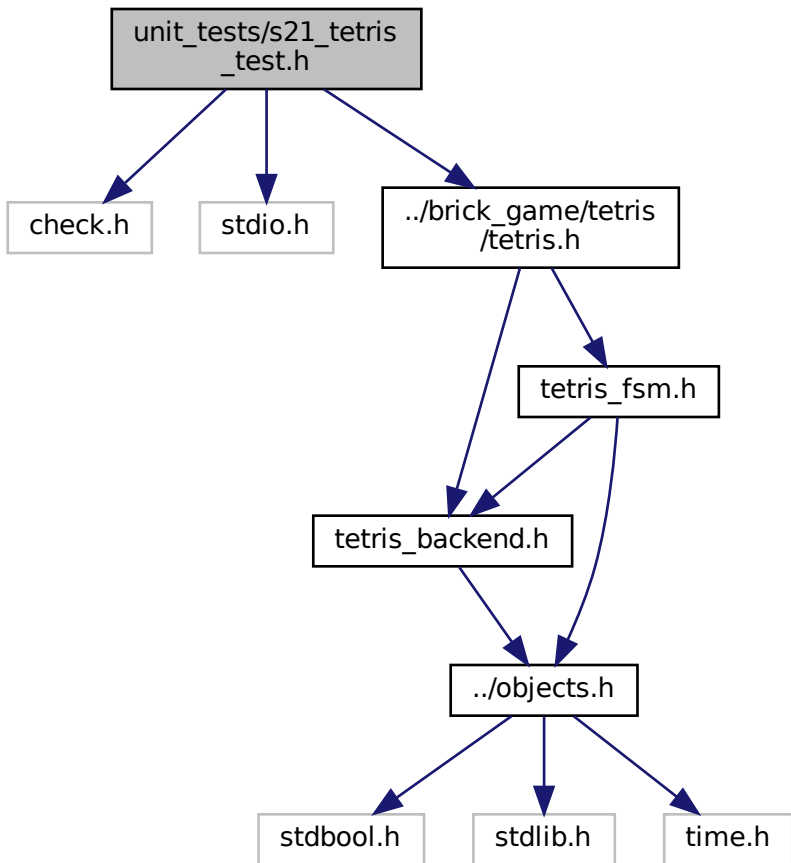 unit_tests/s21_tetris
_test.h
check.h
stdio.h
../brick_game/tetris
/tetris.h
tetris_fsm.h
tetris_backend.h
../objects.h
stdbool.h
stdlib.h
time.h